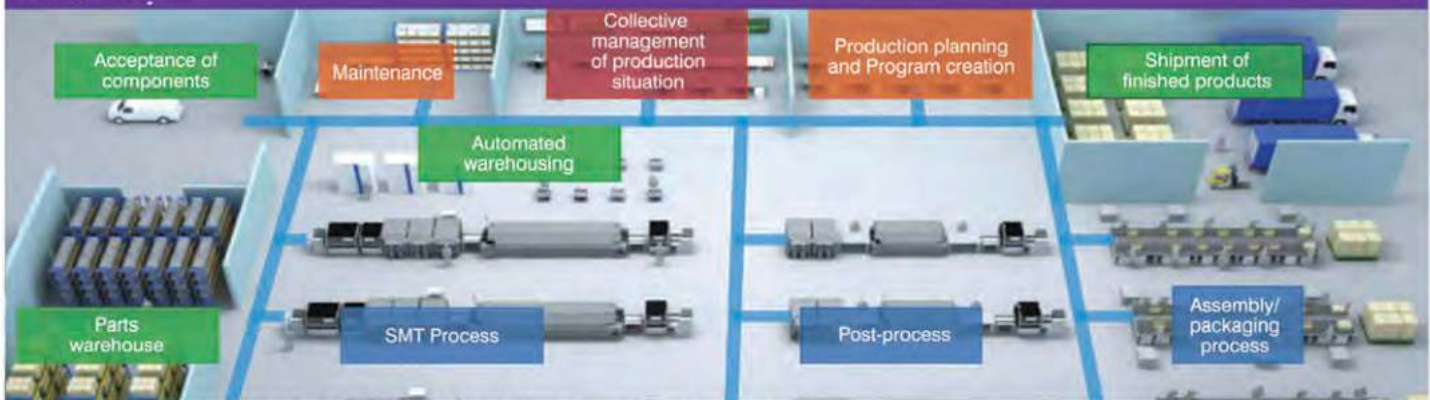 Acceptance of
components
Maintenance
Collective
management
of production
situation
Production planning
and Program creation
Shipment of
finished products
Automated
warehousing
Parts
warehouse
SMT Process
Post-process
Assembly/
packaging
process